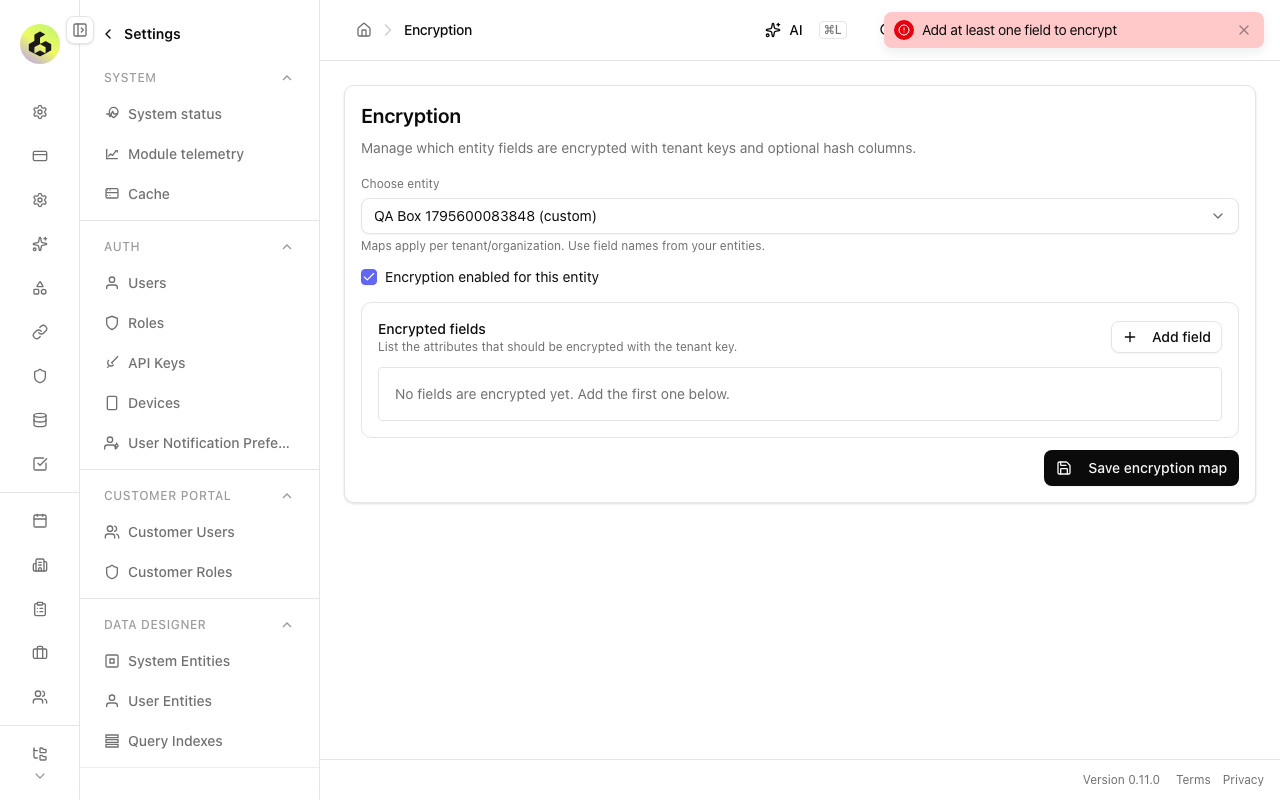 Settings
SYSTEM
System status
Module telemetry
Cache
AUTH
Users
Roles
API Keys
Devices
User Notification Prefe...
CUSTOMER PORTAL
Customer Users
Customer Roles
DATA DESIGNER
System Entities
User Entities
Query Indexes
Encryption
AI
⌘L
Add at least one field to encrypt
Encryption
Manage which entity fields are encrypted with tenant keys and optional hash columns.
Choose entity
QA Box 1795600083848 (custom)
Maps apply per tenant/organization. Use field names from your entities.
Encryption enabled for this entity
Encrypted fields
List the attributes that should be encrypted with the tenant key.
Add field
No fields are encrypted yet. Add the first one below.
Save encryption map
Version 0.11.0
Terms
Privacy